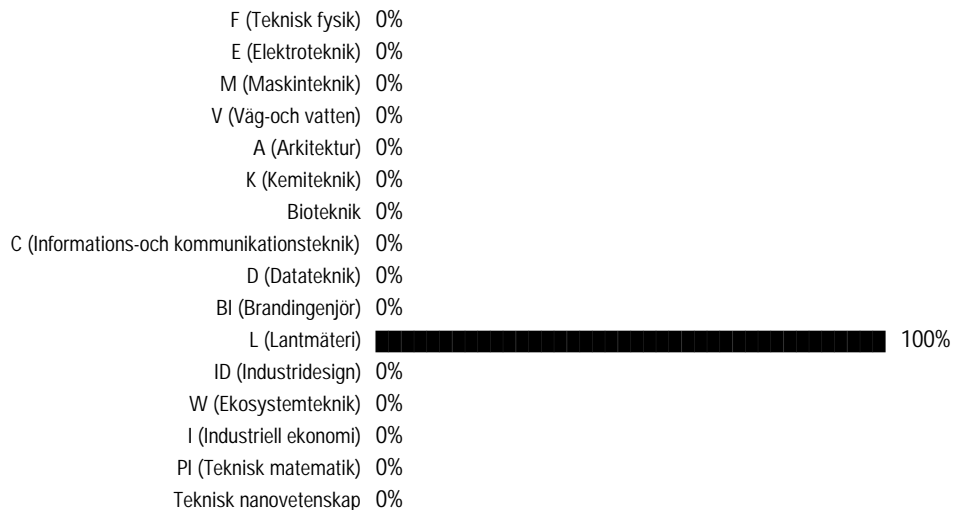 F (Teknisk fysik) 0%
E (Elektroteknik) 0%
M (Maskinteknik) 0%
V (Väg-och vatten) 0%
A (Arkitektur) 0%
K (Kemiteknik) 0%
Bioteknik 0%
C (Informations-och kommunikationsteknik) 0%
D (Datateknik) 0%
BI (Brandingenjör) 0%
L (Lantmäteri) 100%
ID (Industridesign) 0%
W (Ekosystemteknik) 0%
I (Industriell ekonomi) 0%
PI (Teknisk matematik) 0%
Teknisk nanovetenskap 0%